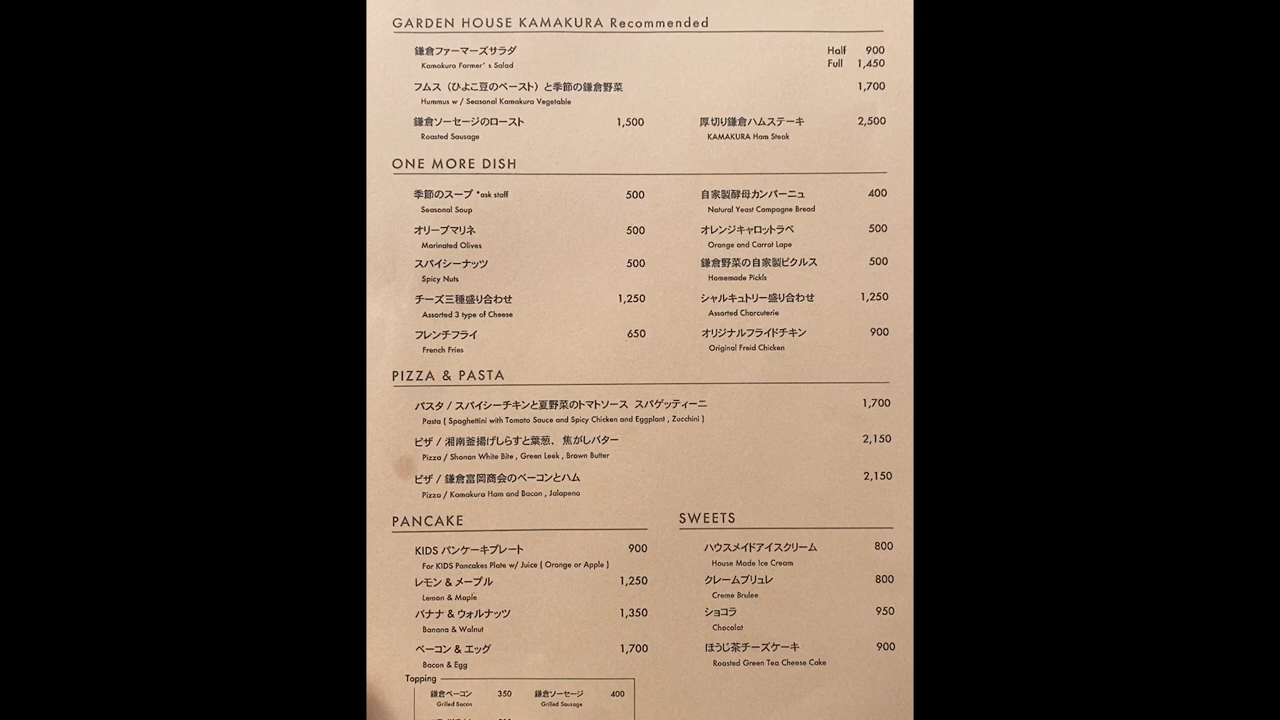 GARDEN HOUSE KAMAKURA Recommended
鎌倉ファーマーズサラダ Half 900
Kamakura Farmer's Salad Full 1,450
フムス（ひよこ豆のペースト）と季節の鎌倉野菜 1,700
Hummus w / Seasonal Kamakura Vegetable
鎌倉ソーセージのロースト 1,500 厚切り鎌倉ハムステーキ 2,500
Roasted Sausage KAMAKURA Ham Steak
ONE MORE DISH
季節のスープ *ask staff 500 自家製酵母カンパーニュ 400
Seasonal Soup Natural Yeast Campagne Bread
オリーブマリネ 500 オレンジキャロットラペ 500
Marinated Olives Orange and Carrot Lape
スパイシーナッツ 500 鎌倉野菜の自家製ピクルス 500
Spicy Nuts Homemade Pickls
チーズ三種盛り合わせ 1,250 シャルキュトリー盛り合わせ 1,250
Assorted 3 type of Cheese Assorted Charcuterie
フレンチフライ 650 オリジナルフライドチキン 900
French Fries Original Freid Chicken
PIZZA & PASTA
パスタ / スパイシーチキンと夏野菜のトマトソース スパゲッティーニ 1,700
Pasta ( Spaghettini with Tomato Sauce and Spicy Chicken and Eggplant , Zucchini )
ピザ / 湘南釜揚げしらすと葉葱、焦がしバター 2,150
Pizza / Shonan White Bite , Green Leek , Brown Butter
ピザ / 鎌倉富岡商会のベーコンとハム 2,150
Pizza / Kamakura Ham and Bacon , Jalapeno
PANCAKE SWEETS
KIDS パンケーキプレート 900 ハウスメイドアイスクリーム 800
For KIDS Pancakes Plate w/ Juice ( Orange or Apple ) House Made Ice Cream
レモン & メープル 1,250 クレームブリュレ 800
Lemon & Maple Creme Brulee
バナナ & ウォルナッツ 1,350 ショコラ 950
Banana & Walnut Chocolat
ベーコン & エッグ 1,700 ほうじ茶チーズケーキ 900
Bacon & Egg Roasted Green Tea Cheese Cake
Topping
鎌倉ベーコン 350 鎌倉ソーセージ 400
Grilled Bacon Grilled Sausage